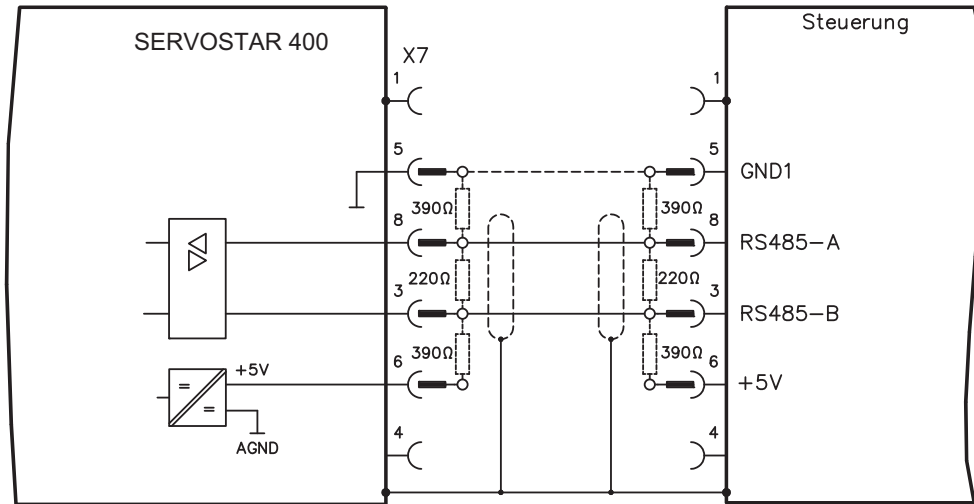 SERVOSTAR 400
Steuerung
X7
1
1
5
5
GND1
390Ω
390Ω
8
8
RS485-A
220Ω
220Ω
3
3
RS485-B
390Ω
390Ω
6
6
+5V
+5V
=
=
AGND
4
4